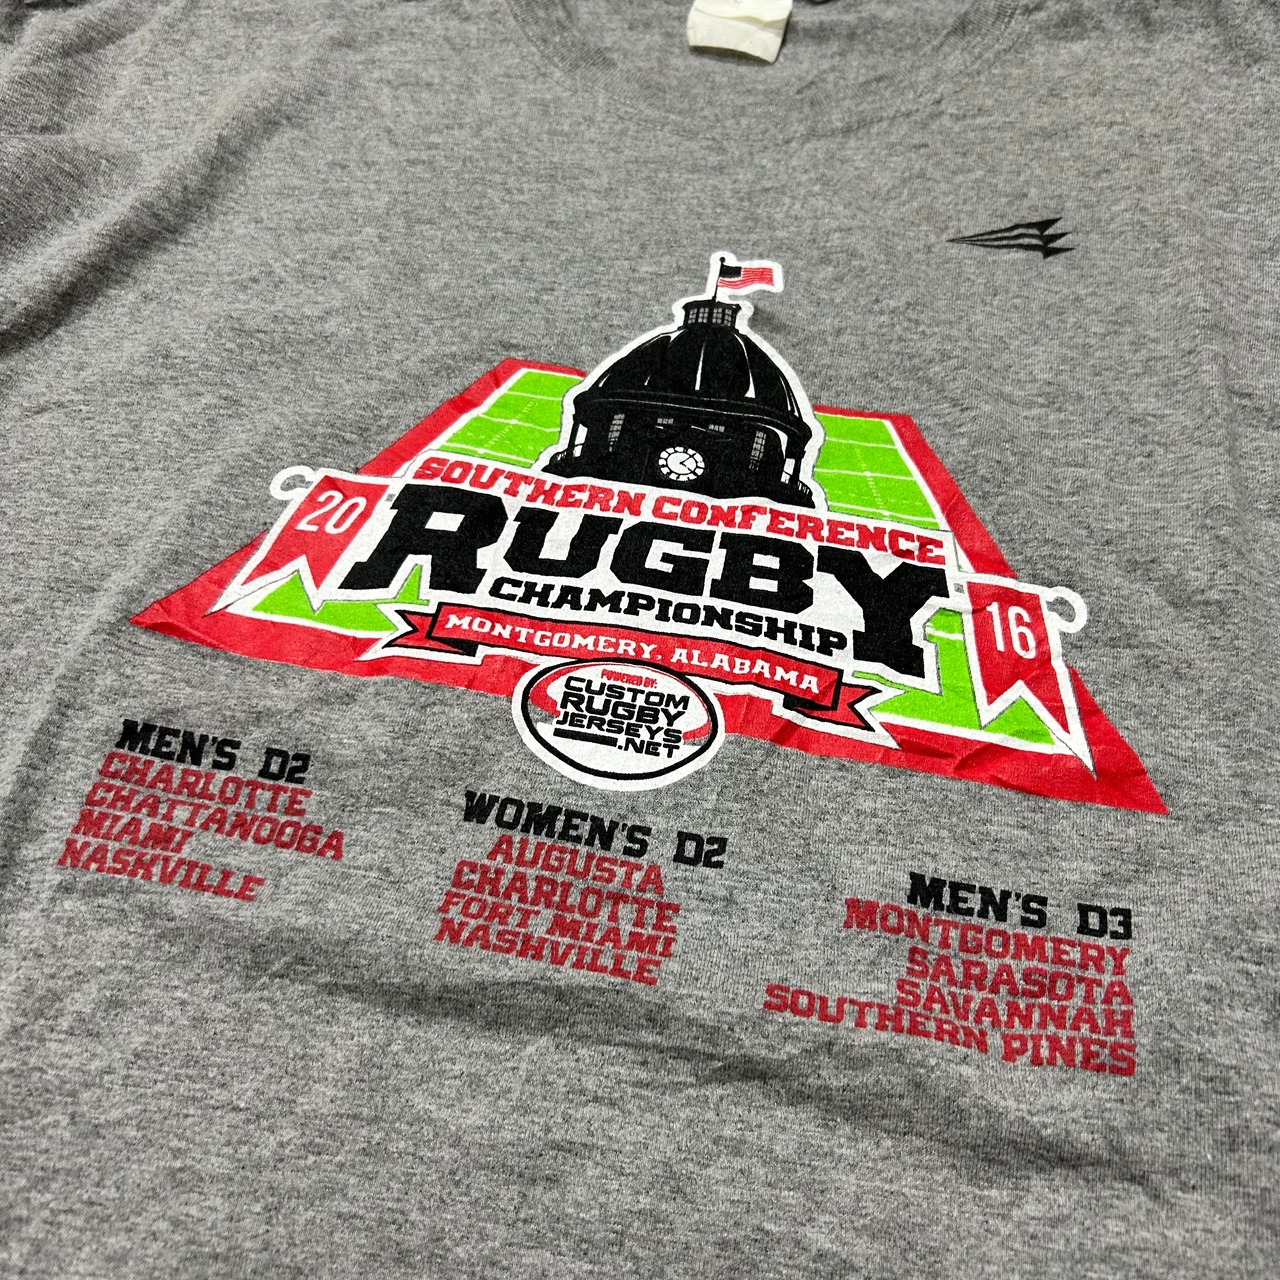 SOUTHERN CONFERENCE
20
RUGBY
16
CHAMPIONSHIP
MONTGOMERY, ALABAMA
POWERED BY:
CUSTOM
RUGBY
JERSEYS
.NET
MEN'S D2
CHARLOTTE
CHATTANOOGA
MIAMI
NASHVILLE
WOMEN'S D2
AUGUSTA
CHARLOTTE
FORT MIAMI
NASHVILLE
MEN'S D3
MONTGOMERY
SARASOTA
SAVANNAH
SOUTHERN PINES